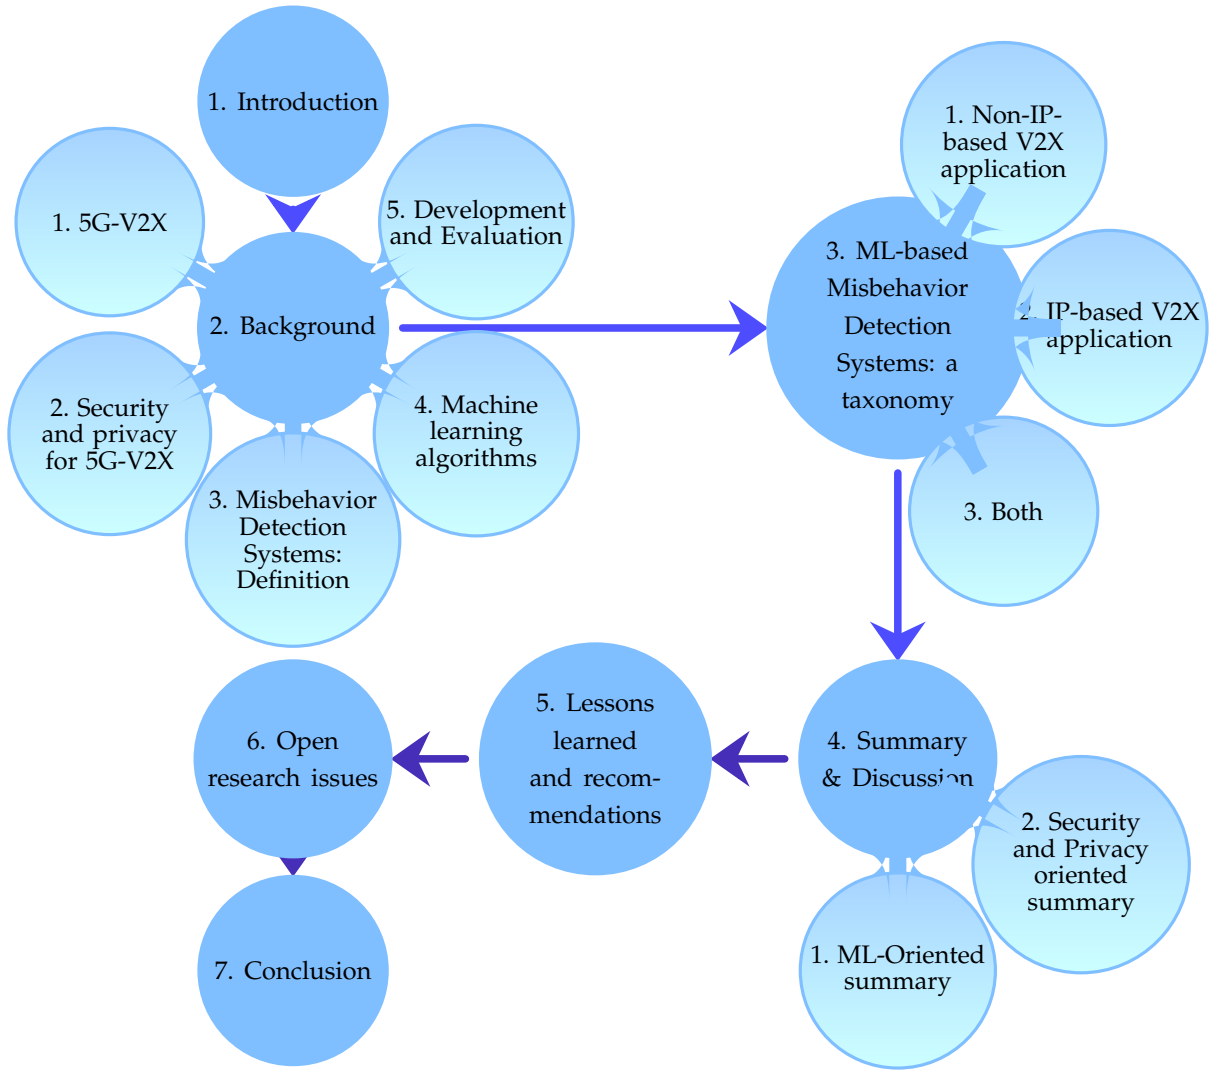 1. Introduction
1. 5G-V2X
5. Development
and Evaluation
2. Background
2. Security
and privacy
for 5G-V2X
4. Machine
learning
algorithms
3. Misbehavior
Detection
Systems:
Definition
1. Non-IP-
based V2X
application
3. ML-based
Misbehavior
Detection
Systems: a
taxonomy
2. IP-based V2X
application
3. Both
4. Summary
& Discussion
2. Security
and Privacy
oriented
summary
1. ML-Oriented
summary
5. Lessons
learned
and recom-
mendations
6. Open
research issues
7. Conclusion